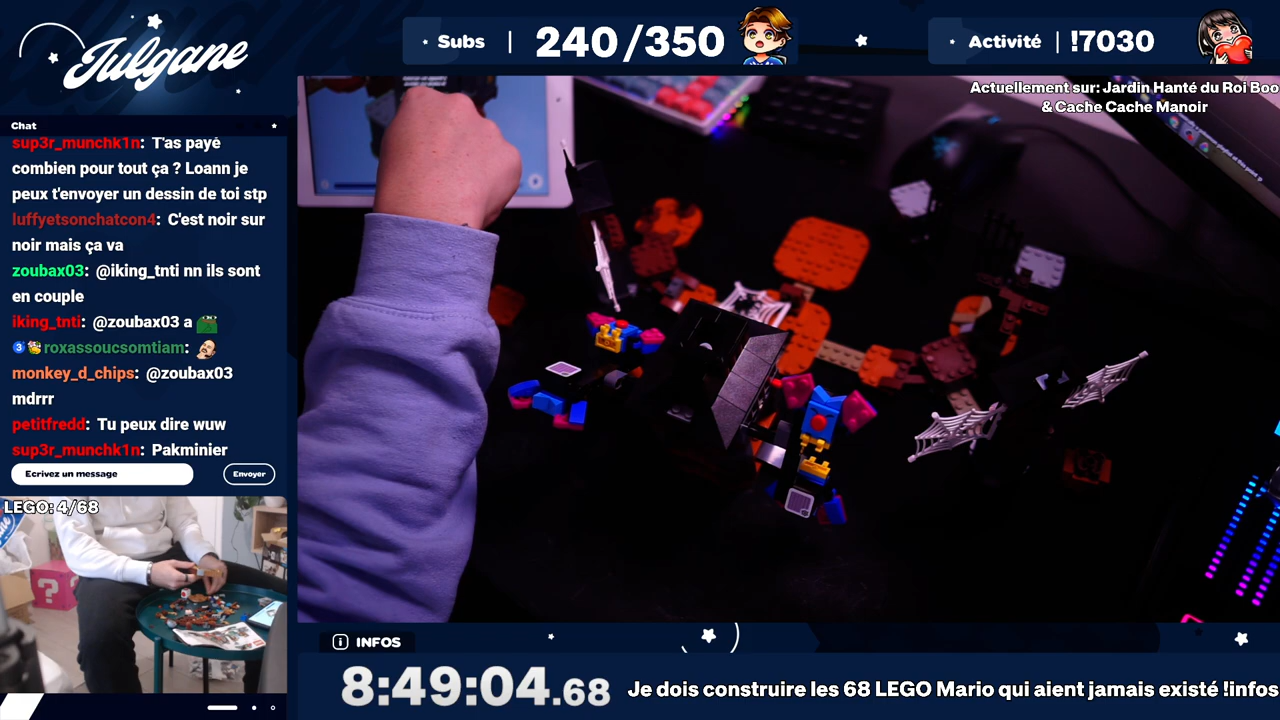 Julgane
Subs | 240/350
Activité | !7030
Actuellement sur: Jardin Hanté du Roi Boo
& Cache Cache Manoir
Chat
sup3r_munchk1n: T'as payé
combien pour tout ça ? Loann je
peux t'envoyer un dessin de toi stp
luffyetsonchatcon4: C'est noir sur
noir mais ça va
zoubax03: @iking_tnti nn ils sont
en couple
iking_tnti: @zoubax03 a
3 roxassoucsomtiam:
monkey_d_chips: @zoubax03
mdrrr
petitfredd: Tu peux dire wuw
sup3r_munchk1n: Pakminier
Ecrivez un message
Envoyer
LEGO: 4/68
?
INFOS
8:49:04.68
Je dois construire les 68 LEGO Mario qui aient jamais existé !infos